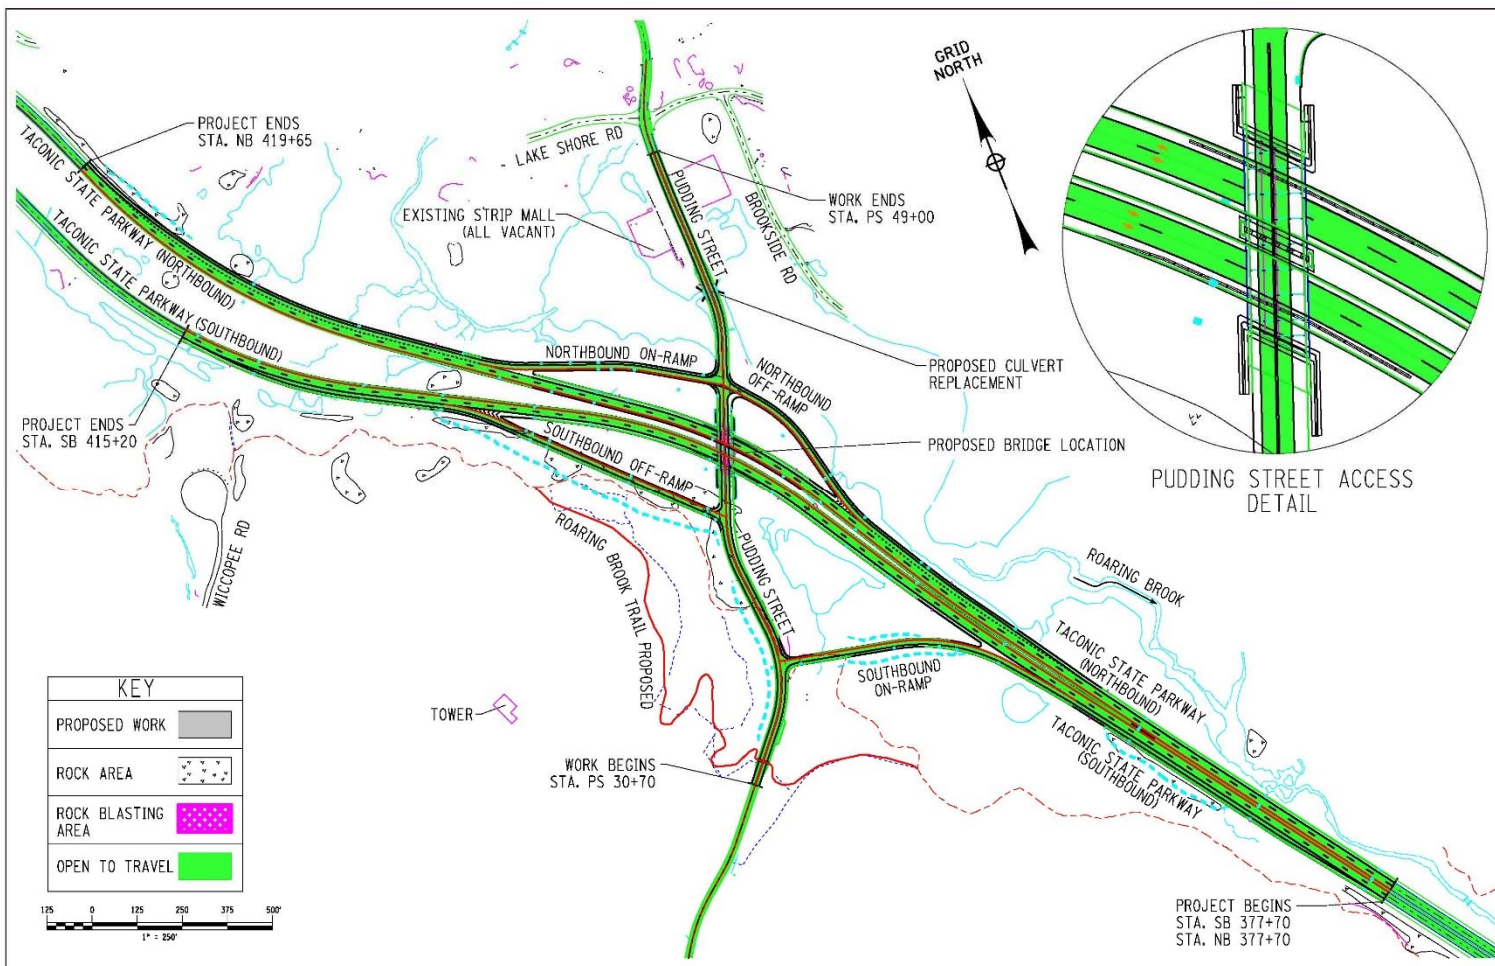 GRID
NORTH
PROJECT ENDS
STA. NB 419+65
LAKE SHORE RD
TACONIC STATE PARKWAY (NORTHBOUND)
TACONIC STATE PARKWAY (SOUTHBOUND)
EXISTING STRIP MALL
(ALL VACANT)
PUDDING STREET
BROOKSIDE RD
WORK ENDS
STA. PS 49+00
NORTHBOUND ON-RAMP
NORTHBOUND
OFF-RAMP
PROPOSED CULVERT
REPLACEMENT
PROJECT ENDS
STA. SB 415+20
SOUTHBOUND OFF-RAMP
PROPOSED BRIDGE LOCATION
PUDDING STREET ACCESS
DETAIL
WICCOPEE RD
ROARING BROOK TRAIL PROPOSED
PUDDING STREET
ROARING BROOK
SOUTHBOUND
ON-RAMP
TACONIC STATE PARKWAY
(NORTHBOUND)
TACONIC STATE PARKWAY
(SOUTHBOUND)
TOWER
WORK BEGINS
STA. PS 30+70
PROJECT BEGINS
STA. SB 377+70
STA. NB 377+70
KEY
PROPOSED WORK
ROCK AREA
ROCK BLASTING
AREA
OPEN TO TRAVEL
125 0 125 250 375 500'
1" = 250'